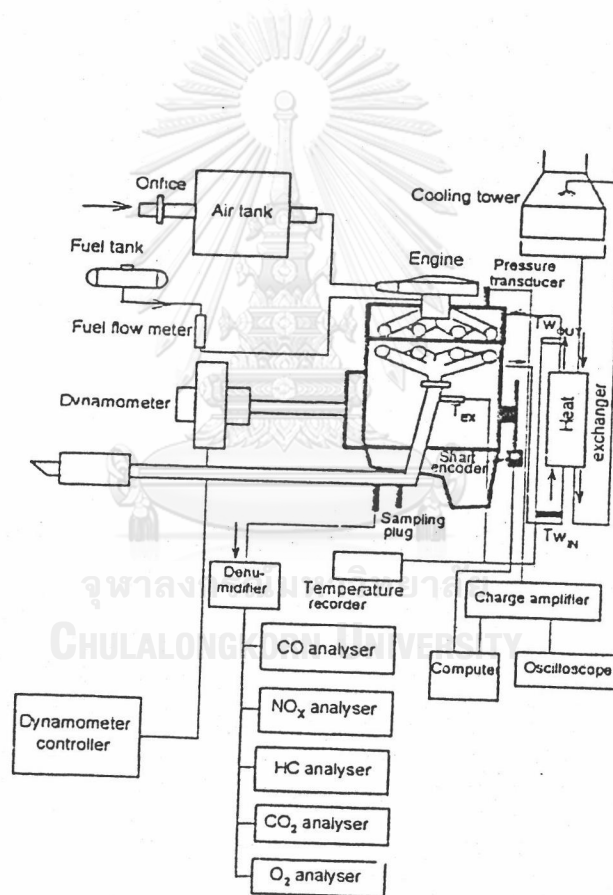 Orifice
Air tank
Cooling tower
Fuel tank
Engine
Pressure
transducer
Fuel flow meter
TW OUT
Dynamometer
TEX
Heat
exchanger
Shaft
encoder
Sampling
plug
TW IN
Dehu-
midifier
Temperature
recorder
Charge amplifier
จุฬาลงกรณ์มหาวิทยาลัย
CHULALONGKORN UNIVERSITY
CO analyser
Computer
Oscilloscope
NOX analyser
Dynamometer
controller
HC analyser
CO2 analyser
O2 analyser